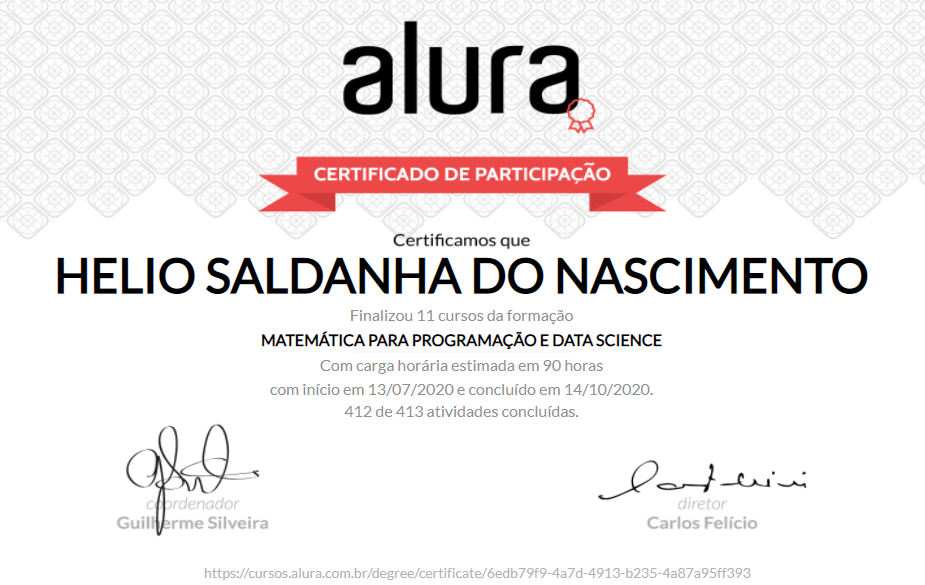 alura
CERTIFICADO DE PARTICIPAÇÃO
Certificamos que
HELIO SALDANHA DO NASCIMENTO
Finalizou 11 cursos da formação
MATEMÁTICA PARA PROGRAMAÇÃO E DATA SCIENCE
Com carga horária estimada em 90 horas
com início em 13/07/2020 e concluído em 14/10/2020.
412 de 413 atividades concluídas.
coordenador
Guilherme Silveira
diretor
Carlos Felício
https://cursos.alura.com.br/degree/certificate/6edb79f9-4a7d-4913-b235-4a87a95ff393